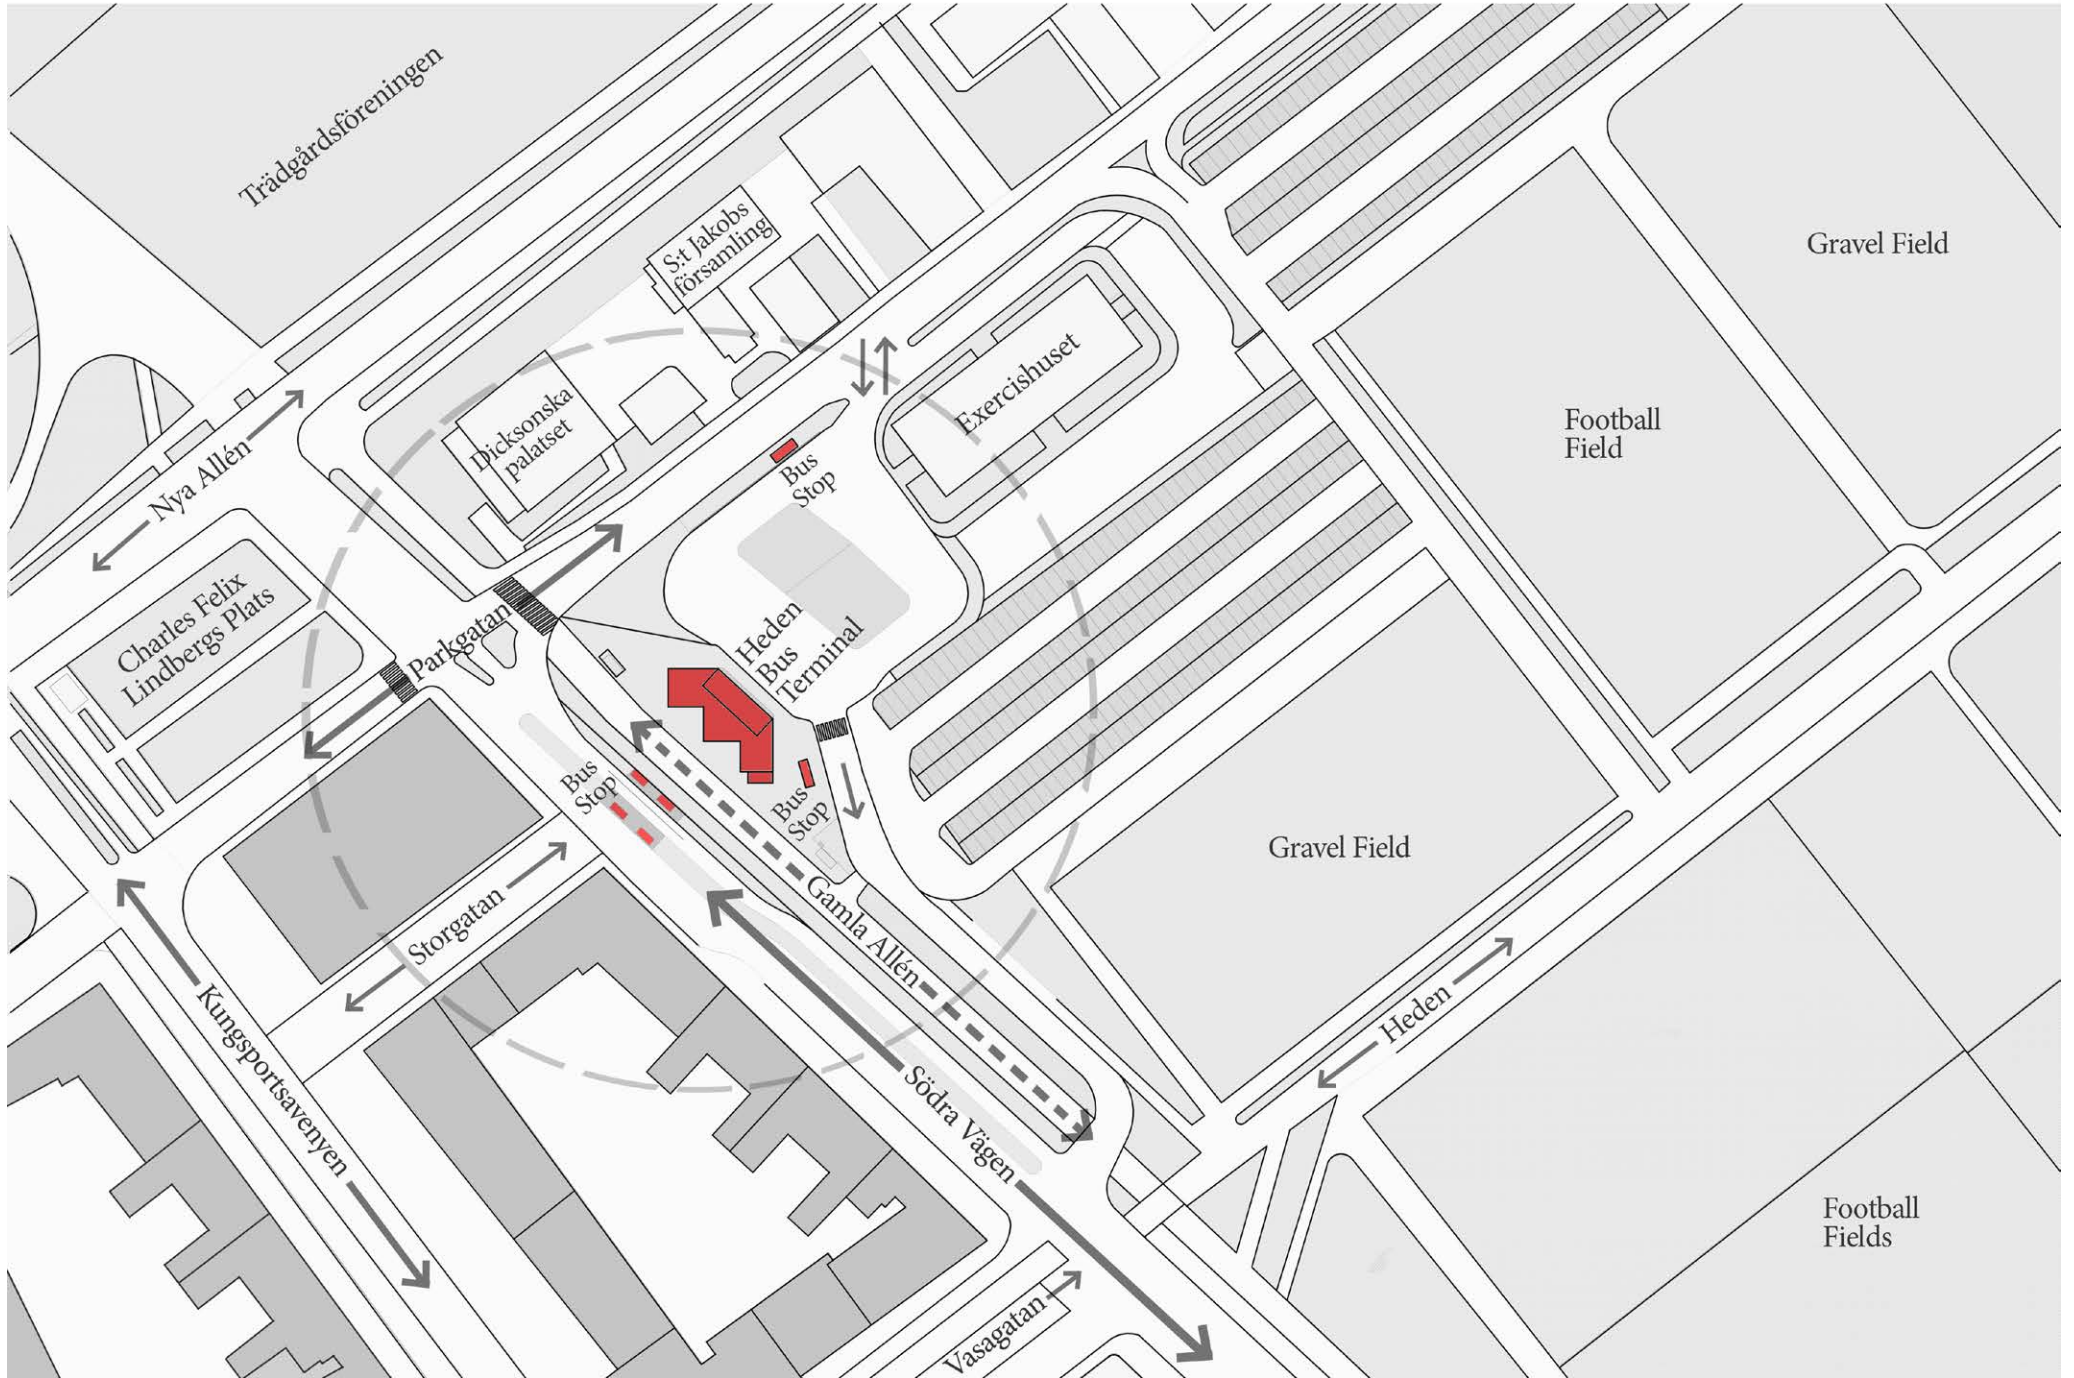 Trädgårdsföreningen
S:t Jakobs
församling
Gravel Field
Exercishuset
Dicksonska
palatset
Football
Field
Nya Allén
Bus
Stop
Charles Felix
Lindbergs Plats
Parkgatan
Heden
Bus
Terminal
Bus
Stop
Bus
Stop
Gravel Field
Storgatan
Gamla Allén
Kungsportsavenyen
Heden
Södra Vägen
Football
Fields
Vasagatan